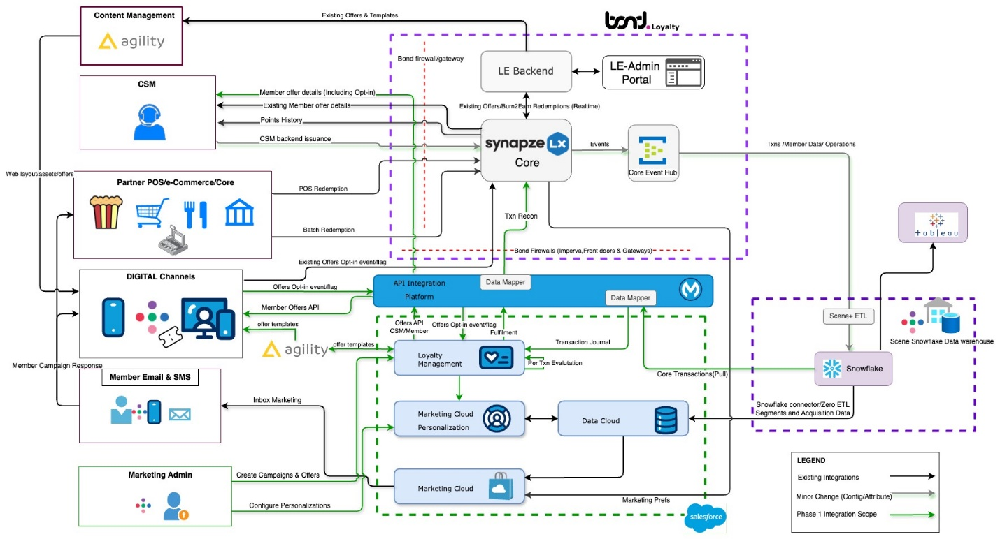 Content Management
agility
Existing Offers & Templates
bond.Loyalty
Bond firewall/gateway
LE Backend
LE-Admin
Portal
CSM
Member offer details (Including Opt-in)
Existing Member offer details
Points History
CSM backend issuance
Existing Offers/Burn2Earn Redemptions (Realtime)
synapze LX
Core
Events
Core Event Hub
Txns /Member Data/ Operations
Web layout/assets/offers
Partner POS/e-Commerce/Core
POS Redemption
Batch Redemption
Txn Recon
+ableau
Bond Firewalls (Imperva,Front doors & Gateways)
Existing Offers Opt-in event/flag
DIGITAL Channels
Offers Opt-in event/flag
Member Offers API
offer templates
agility
offer templates
API Integration
Platform
Data Mapper
Data Mapper
Offers API
CSM/Member
Offers Opt-in event/flag
Fulfilment
Transaction Journal
Loyalty
Management
Per Txn Evalutation
Scene+ ETL
Scene Snowflake Data warehouse
Snowflake
Core Transactions(Pull)
Member Campaign Response
Member Email & SMS
Inbox Marketing
Marketing Cloud
Personalization
Data Cloud
Snowflake connector/Zero ETL
Segments and Acquisition Data
Marketing Admin
Create Campaigns & Offers
Configure Personalizations
Marketing Cloud
Marketing Prefs
salesforce
LEGEND
Existing Integrations
Minor Change (Config/Attribute)
Phase 1 Integration Scope